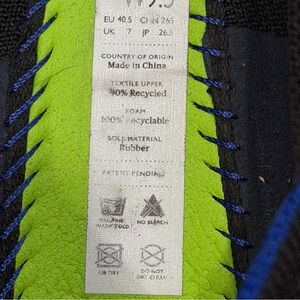 W9.5
EU 40.5 CHN 265
UK 7 JP 26.5
COUNTRY OF ORIGIN
Made in China
TEXTILE UPPER
90% Recycled
FOAM
100% Recyclable
SOLE MATERIAL
Rubber
PATENT PENDING
MACHINE NO BLEACH
WASH COLD
AIR DRY DO NOT
DRY CLEAN